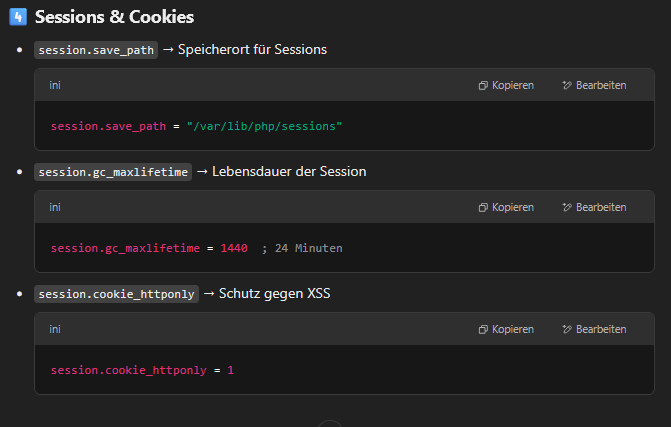 4 Sessions & Cookies
• session.save_path → Speicherort für Sessions
ini Kopieren Bearbeiten
session.save_path = "/var/lib/php/sessions"
• session.gc_maxlifetime → Lebensdauer der Session
ini Kopieren Bearbeiten
session.gc_maxlifetime = 1440  ; 24 Minuten
• session.cookie_httponly → Schutz gegen XSS
ini Kopieren Bearbeiten
session.cookie_httponly = 1